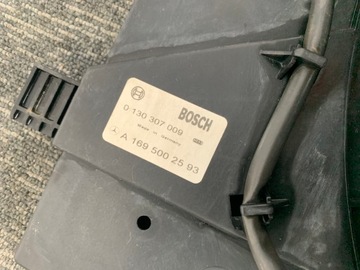 BOSCH
0 130 307 009
Made in Germany
A 169 500 25 93